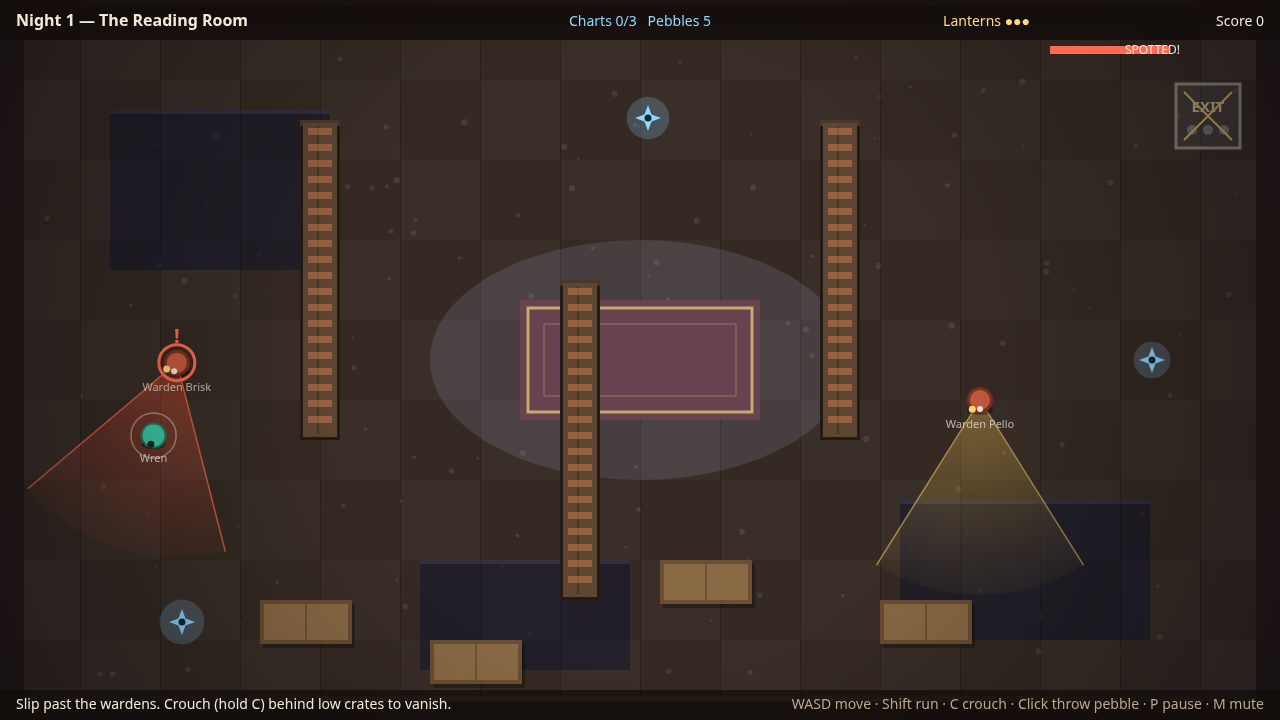 Night 1 — The Reading Room
Charts 0/3 Pebbles 5
Lanterns
Score 0
SPOTTED!
EXIT
!
Warden Brisk
Wren
Warden Pello
Slip past the wardens. Crouch (hold C) behind low crates to vanish.
WASD move · Shift run · C crouch · Click throw pebble · P pause · M mute